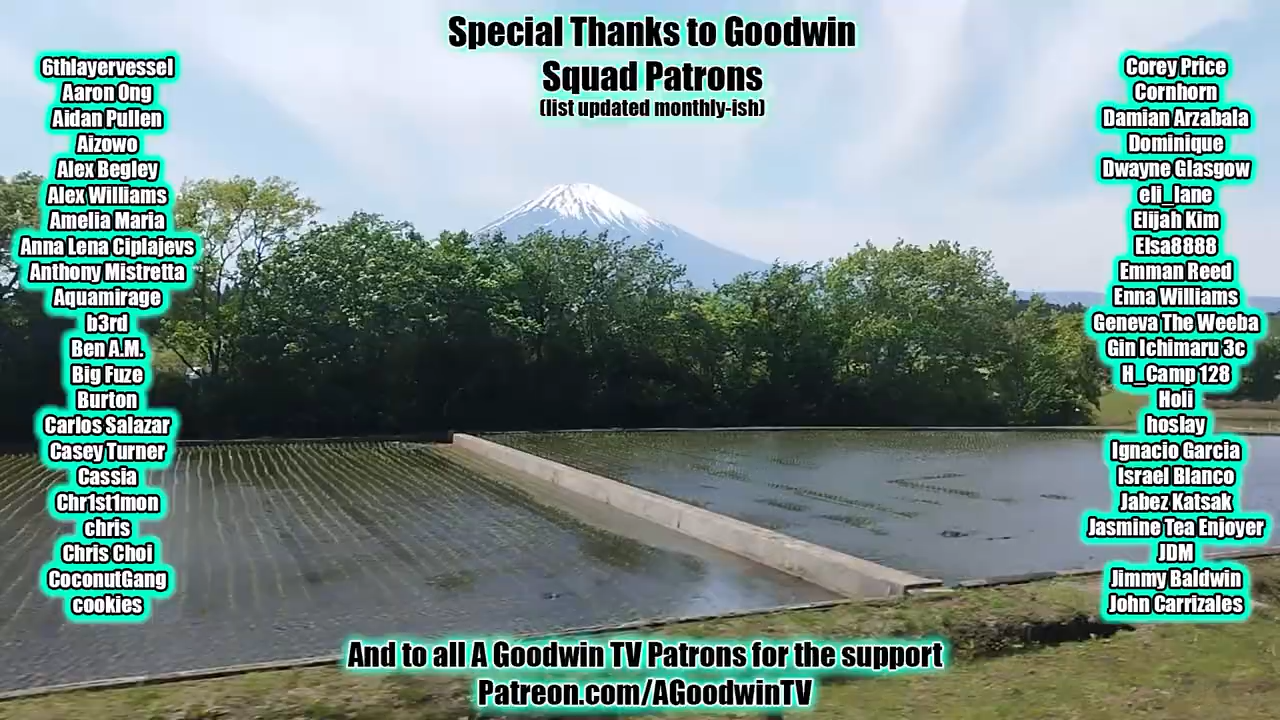 Special Thanks to Goodwin
Squad Patrons
(list updated monthly-ish)
6thlayervessel
Aaron Ong
Aidan Pullen
Aizowo
Alex Begley
Alex Williams
Amelia Maria
Anna Lena Ciplajevs
Anthony Mistretta
Aquamirage
b3rd
Ben A.M.
Big Fuze
Burton
Carlos Salazar
Casey Turner
Cassia
Chr1st1mon
chris
Chris Choi
CoconutGang
cookies
Corey Price
Cornhorn
Damian Arzabala
Dominique
Dwayne Glasgow
eli_lane
Elijah Kim
Elsa8888
Emman Reed
Enna Williams
Geneva The Weeba
Gin Ichimaru 3c
H_Camp 128
Holi
hoslay
Ignacio Garcia
Israel Blanco
Jabez Katsak
Jasmine Tea Enjoyer
JDM
Jimmy Baldwin
John Carrizales
And to all A Goodwin TV Patrons for the support
Patreon.com/AGoodwinTV